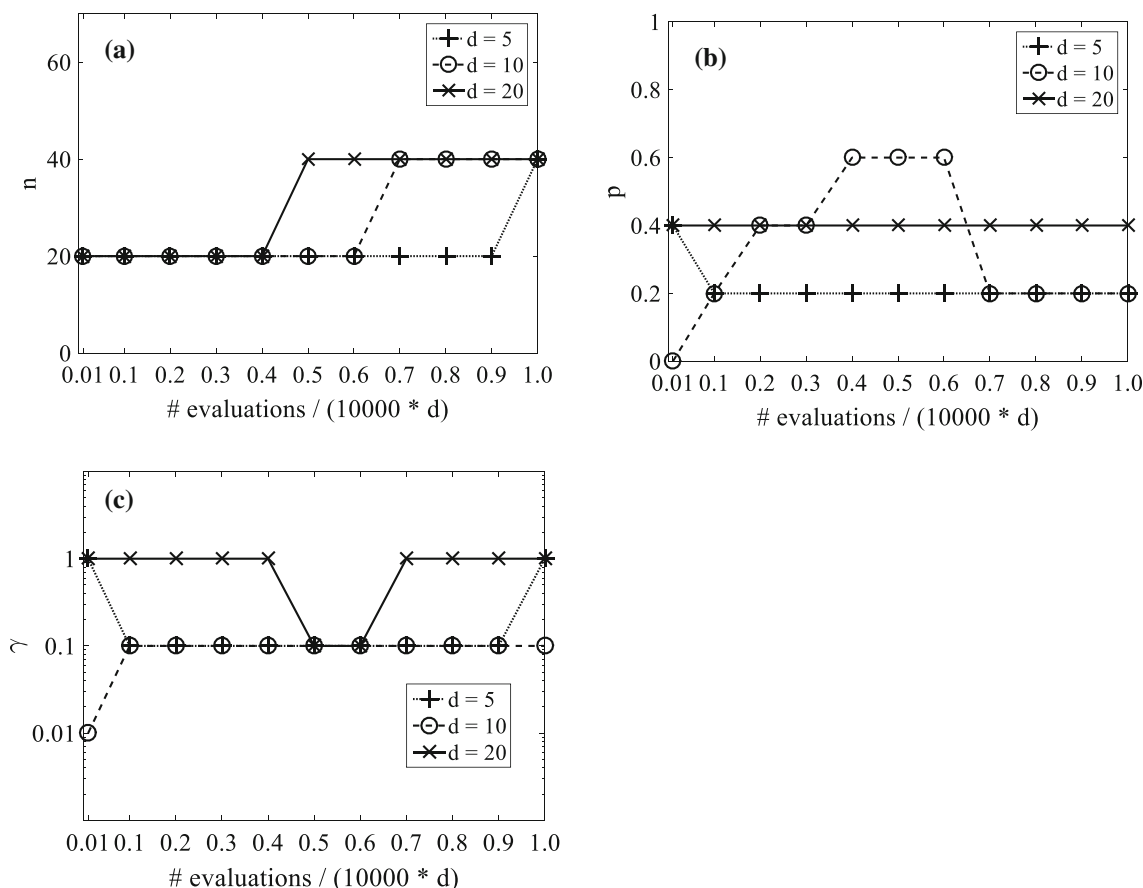 (a)
d = 5
d = 10
d = 20
60
40
20
0
n
0.01 0.1 0.2 0.3 0.4 0.5 0.6 0.7 0.8 0.9 1.0
# evaluations / (10000 * d)
(b)
d = 5
d = 10
d = 20
1
0.8
0.6
0.4
0.2
0
p
0.01 0.1 0.2 0.3 0.4 0.5 0.6 0.7 0.8 0.9 1.0
# evaluations / (10000 * d)
(c)
1
0.1
0.01
γ
d = 5
d = 10
d = 20
0.01 0.1 0.2 0.3 0.4 0.5 0.6 0.7 0.8 0.9 1.0
# evaluations / (10000 * d)